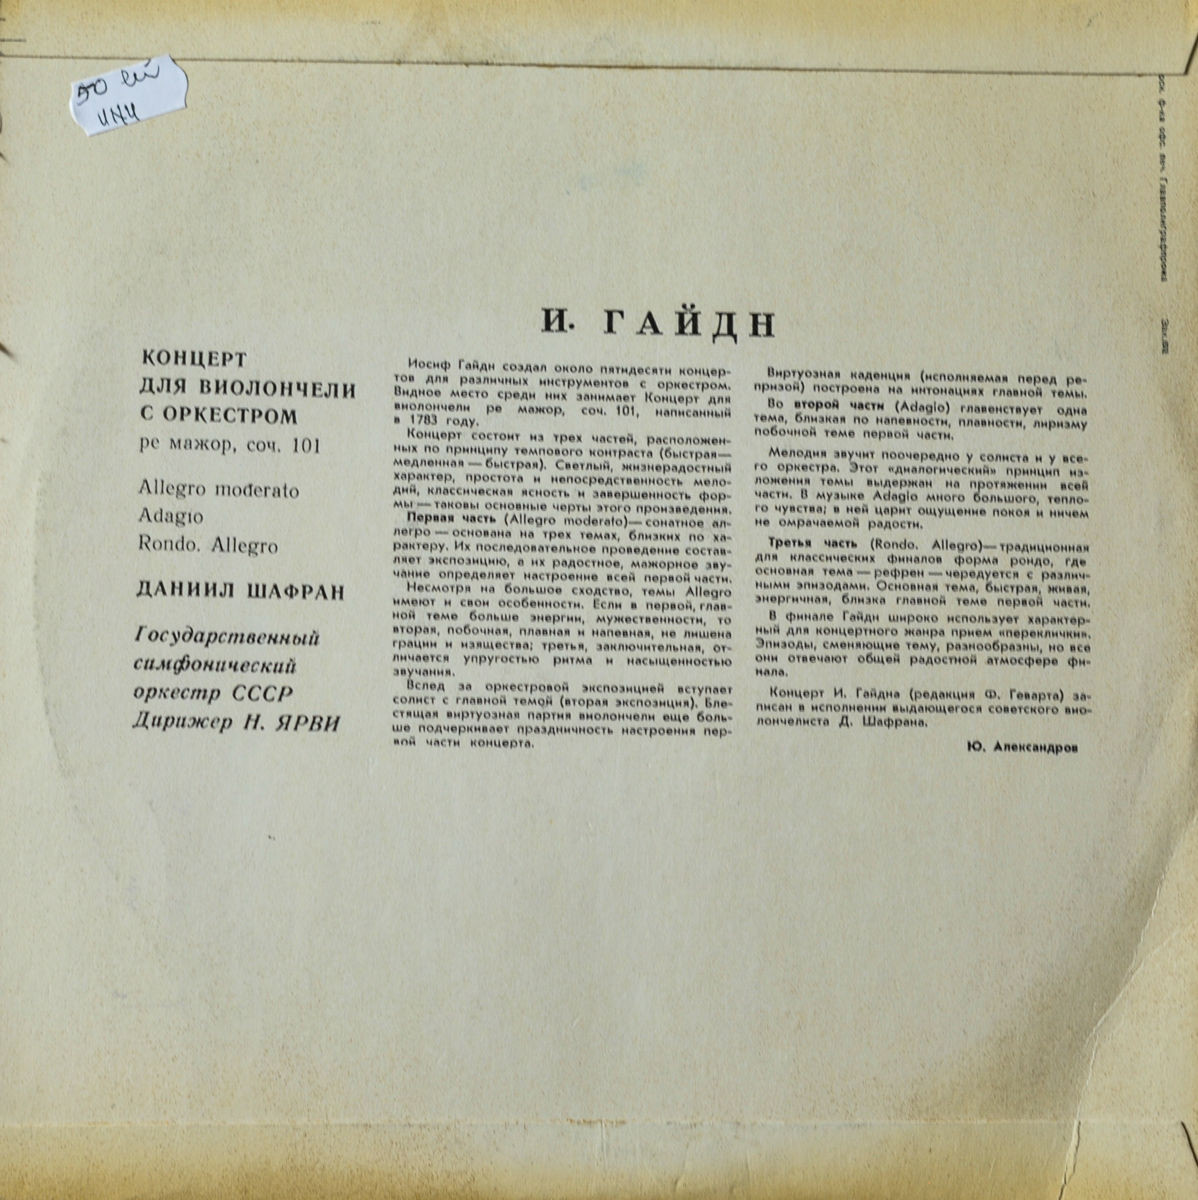 50 lei
И. ГАЙДН
КОНЦЕРТ
ДЛЯ ВИОЛОНЧЕЛИ
С ОРКЕСТРОМ
ре мажор, соч. 101
Allegro moderato
Adagio
Rondo. Allegro
ДАНИИЛ ШАФРАН
Государственный
симфонический
оркестр СССР
Дирижер Н. ЯРВИ
Иосиф Гайдн создал около пятидесяти концер-
тов для различных инструментов с оркестром.
Видное место среди них занимает Концерт для
виолончели ре мажор, соч. 101, написанный
в 1783 году.
Концерт состоит из трех частей, расположен-
ных по принципу темпового контраста (быстрая—
медленная — быстрая). Светлый, жизнерадостный
характер, простота и непосредственность мело-
дий, классическая ясность и завершенность фор-
мы — таковы основные черты этого произведения.
Первая часть (Allegro moderato)— сонатное ал-
легро — основана на трех темах, близких по ха-
рактеру. Их последовательное проведение состав-
ляет экспозицию, а их радостное, мажорное зву-
чание определяет настроение всей первой части.
Несмотря на большое сходство, темы Allegro
имеют и свои особенности. Если в первой, глав-
ной теме больше энергии, мужественности, то
вторая, побочная, плавная и напевная, не лишена
грации и изящества; третья, заключительная, от-
личается упругостью ритма и насыщенностью
звучания.
Вслед за оркестровой экспозицией вступает
солист с главной темой (вторая экспозиция). Бле-
стящая виртуозная партия виолончели еще боль-
ше подчеркивает праздничность настроения пер-
вой части концерта.
Виртуозная каденция (исполняемая перед ре-
призой) построена на интонациях главной темы.
Во второй части (Adagio) главенствует одна
тема, близкая по напевности, плавности, лиризму
побочной теме первой части.
Мелодия звучит поочередно у солиста и у все-
го оркестра. Этот «диалогический» принцип из-
ложения темы выдержан на протяжении всей
части. В музыке Adagio много большого, тепло-
го чувства; в ней царит ощущение покоя и ничем
не омрачаемой радости.
Третья часть (Rondo. Allegro)— традиционная
для классических финалов форма рондо, где
основная тема — рефрен — чередуется с различ-
ными эпизодами. Основная тема, быстрая, живая,
энергичная, близка главной теме первой части.
В финале Гайдн широко использует характер-
ный для концертного жанра прием «переклички».
Эпизоды, сменяющие тему, разнообразны, но все
они отвечают общей радостной атмосфере фи-
нала.
Концерт И. Гайдна (редакция Ф. Геварта) за-
писан в исполнении выдающегося советского вио-
лончелиста Д. Шафрана.
Ю. Александров
ф-ка офс. печ. Главполиграфпрома